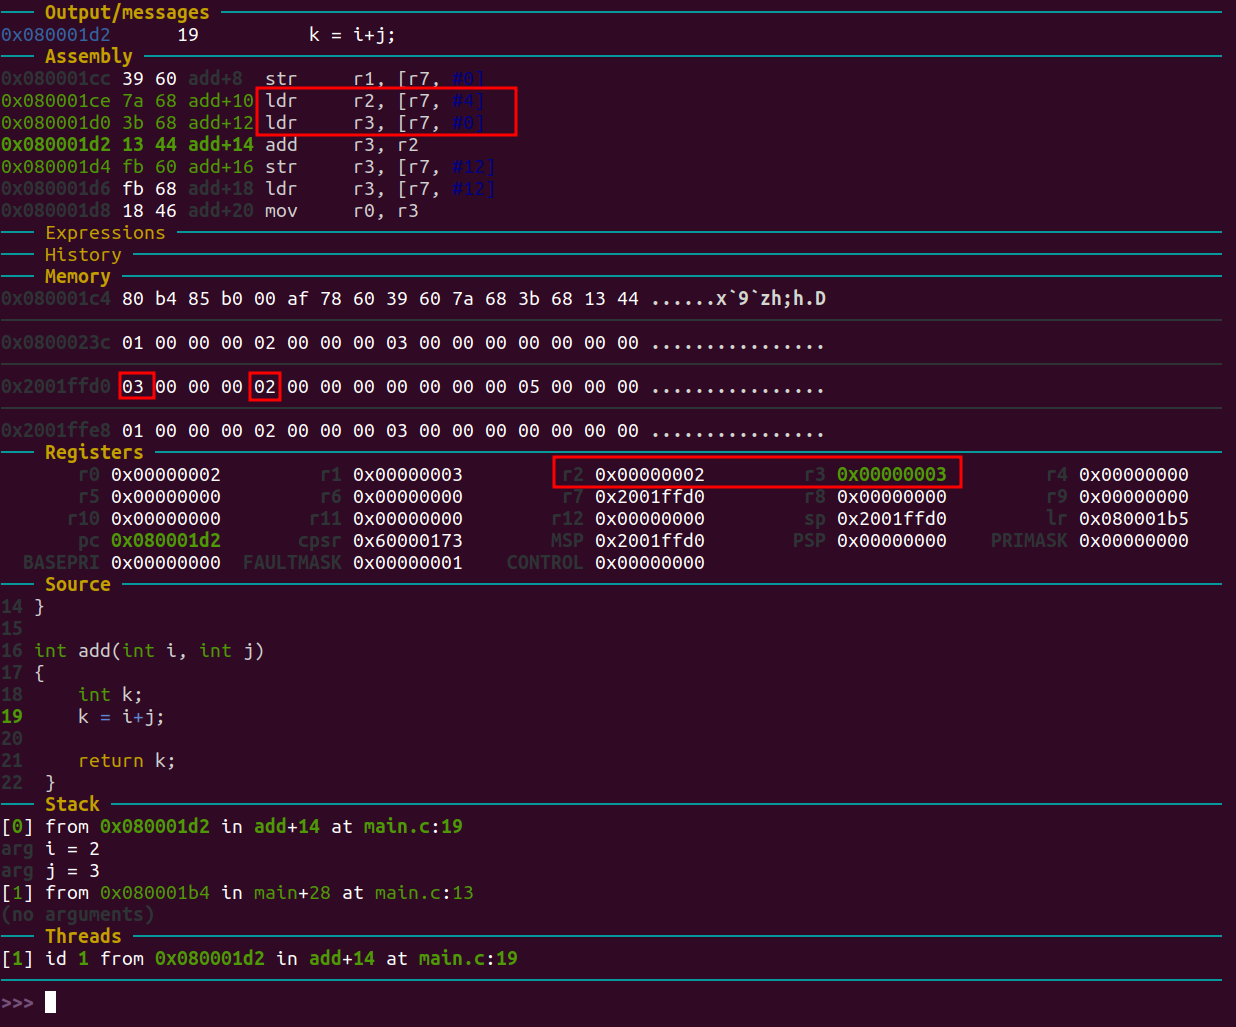 Output/messages
0x080001d2 19 k = i+j;
Assembly
0x080001cc 39 60 add+8 str r1, [r7, #0]
0x080001ce 7a 68 add+10 ldr r2, [r7, #4]
0x080001d0 3b 68 add+12 ldr r3, [r7, #0]
0x080001d2 13 44 add+14 add r3, r2
0x080001d4 fb 60 add+16 str r3, [r7, #12]
0x080001d6 fb 68 add+18 ldr r3, [r7, #12]
0x080001d8 18 46 add+20 mov r0, r3
Expressions
History
Memory
0x080001c4 80 b4 85 b0 00 af 78 60 39 60 7a 68 3b 68 13 44 ......x`9`zh;h.D
0x0800023c 01 00 00 00 02 00 00 00 03 00 00 00 00 00 00 00 ................
0x2001ffd0 03 00 00 00 02 00 00 00 00 00 00 00 05 00 00 00 ................
0x2001ffe8 01 00 00 00 02 00 00 00 03 00 00 00 00 00 00 00 ................
Registers
r0 0x00000002 r1 0x00000003 r2 0x00000002 r3 0x00000003 r4 0x00000000
r5 0x00000000 r6 0x00000000 r7 0x2001ffd0 r8 0x00000000 r9 0x00000000
r10 0x00000000 r11 0x00000000 r12 0x00000000 sp 0x2001ffd0 lr 0x080001b5
pc 0x080001d2 cpsr 0x60000173 MSP 0x2001ffd0 PSP 0x00000000 PRIMASK 0x00000000
BASEPRI 0x00000000 FAULTMASK 0x00000001 CONTROL 0x00000000
Source
14 }
15
16 int add(int i, int j)
17 {
18 int k;
19 k = i+j;
20
21 return k;
22 }
Stack
[0] from 0x080001d2 in add+14 at main.c:19
arg i = 2
arg j = 3
[1] from 0x080001b4 in main+28 at main.c:13
(no arguments)
Threads
[1] id 1 from 0x080001d2 in add+14 at main.c:19
>>>